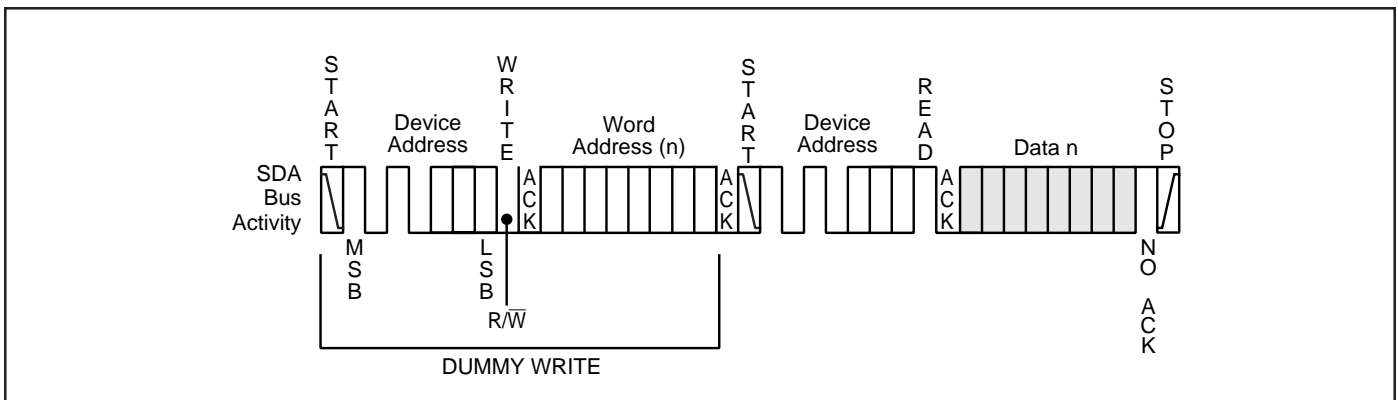 START
WRITE
START
READ
STOP
Device
Address
Word
Address (n)
Device
Address
Data n
SDA
Bus
Activity
ACK
ACK
ACK
MSB
LSB
R/W̅
NO ACK
DUMMY WRITE